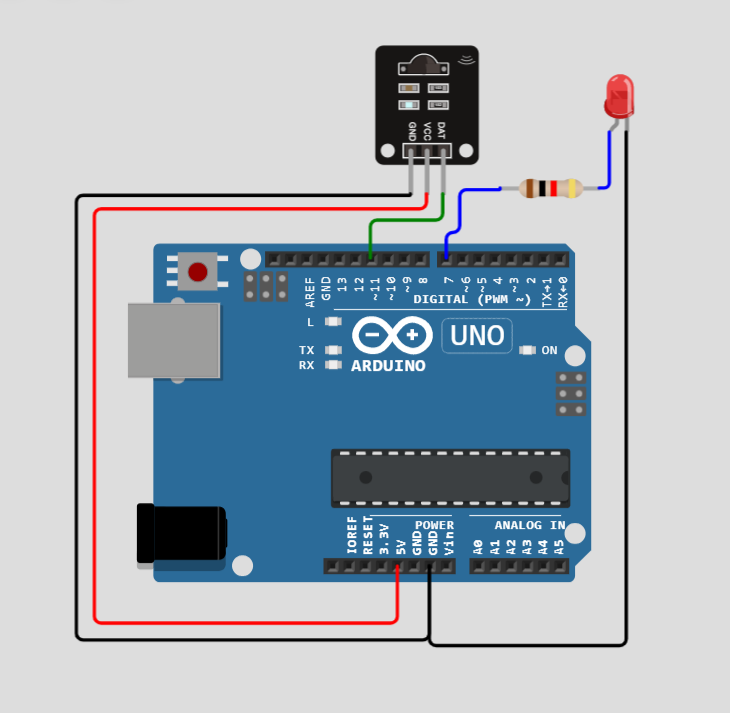 GND
VCC
DAT
AREF
GND
13
12
~11
~10
~9
8
7
~6
~5
4
~3
2
TX→1
RX←0
DIGITAL (PWM ~)
L
TX
RX
UNO
ON
ARDUINO
POWER
ANALOG IN
IOREF
RESET
3.3V
5V
GND
GND
Vin
A0
A1
A2
A3
A4
A5